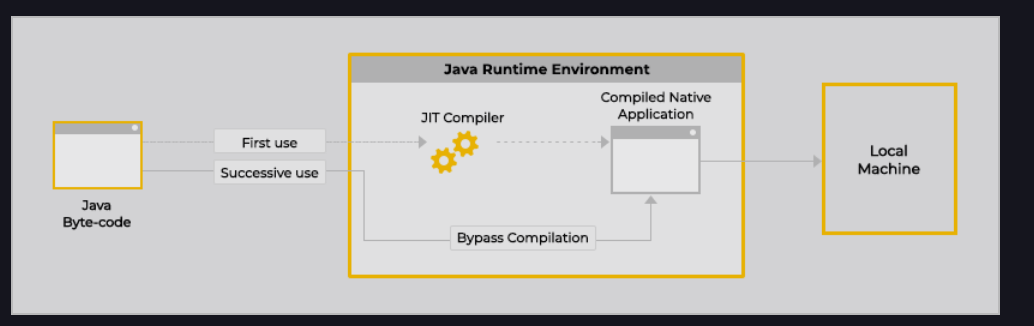 Java Runtime Environment
Compiled Native
Application
JIT Compiler
First use
Successive use
Java
Byte-code
Bypass Compilation
Local
Machine